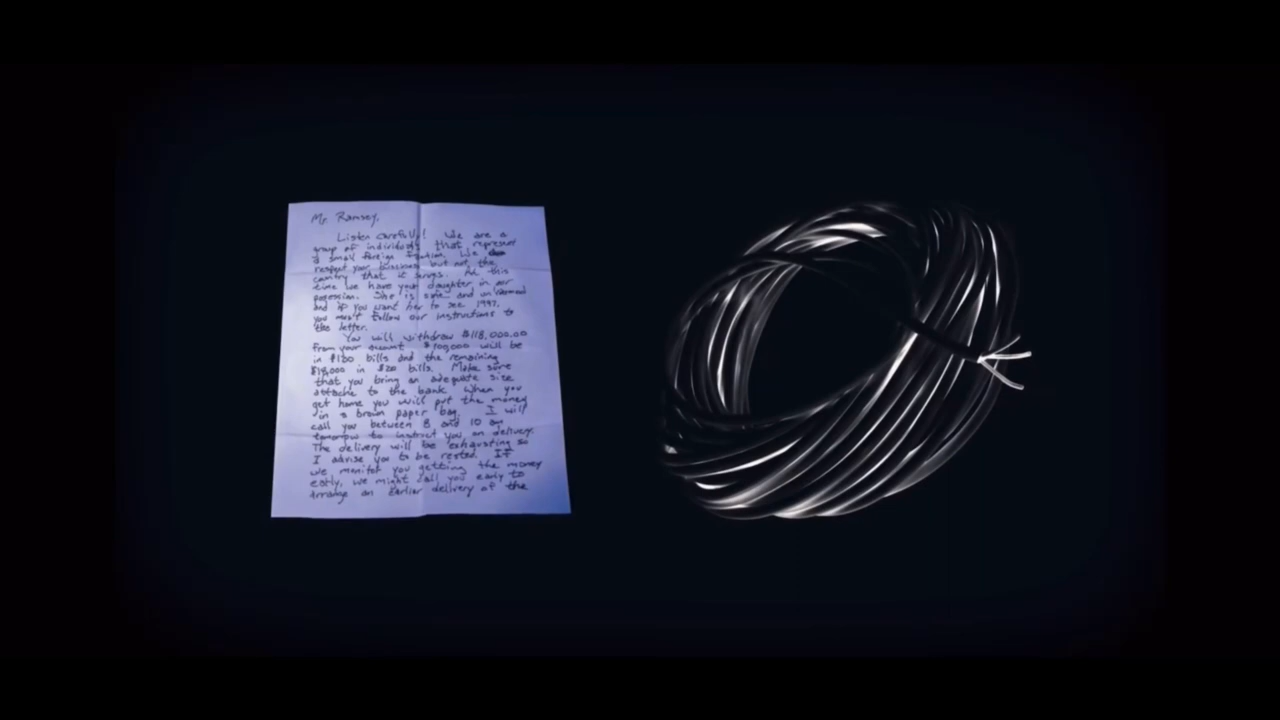 Mr. Ramsey,
Listen carefully! We are a
group of individuals that represent
a small foreign faction. We
respect your bussiness but not the
country that it serves. At this
time we have your daughter in our
posession. She is safe and unharmed
and if you want her to see 1997,
you must follow our instructions to
the letter.
You will withdraw $118,000.00
from your account. $100,000 will be
in $100 bills and the remaining
$18,000 in $20 bills. Make sure
that you bring an adequate size
attache to the bank. When you
get home you will put the money
in a brown paper bag. I will
call you between 8 and 10 am
tomorrow to instruct you on delivery.
The delivery will be exhausting so
I advise you to be rested. If
we monitor you getting the money
early, we might call you early to
arrange an earlier delivery of the